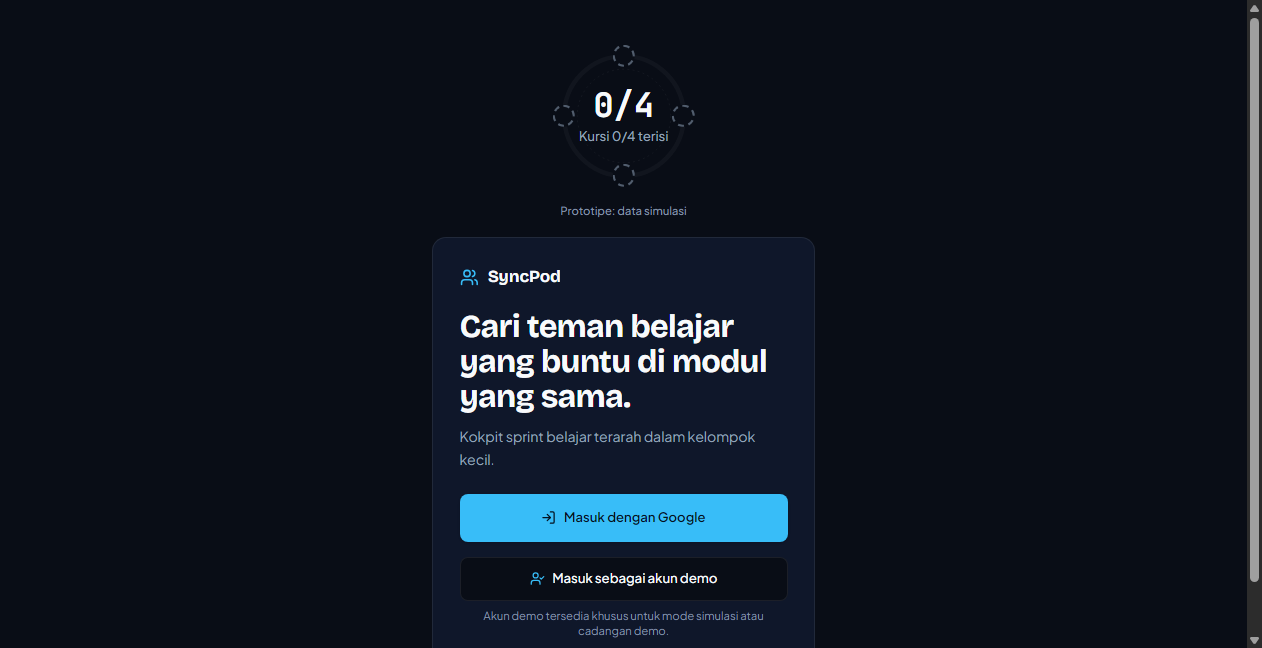 0/4
Kursi 0/4 terisi
Prototipe: data simulasi
SyncPod
Cari teman belajar
yang buntu di modul
yang sama.
Kokpit sprint belajar terarah dalam kelompok
kecil.
Masuk dengan Google
Masuk sebagai akun demo
Akun demo tersedia khusus untuk mode simulasi atau
cadangan demo.